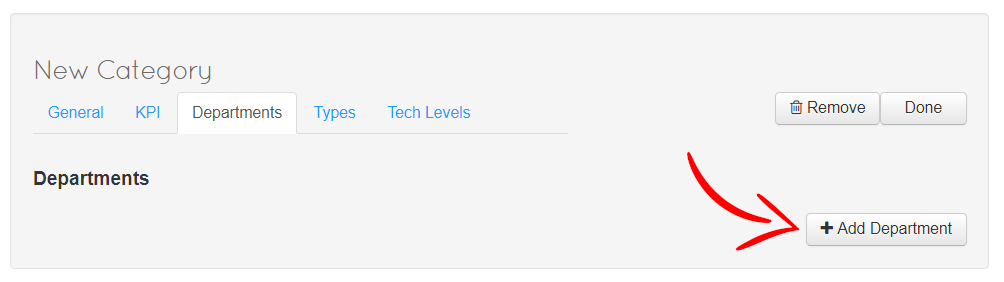 New Category
General KPI Departments Types Tech Levels Remove Done
Departments
+ Add Department